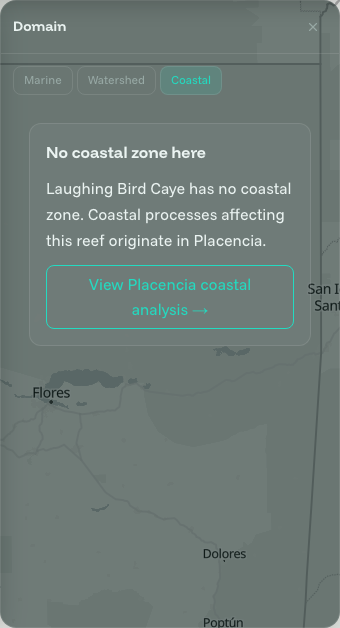 Domain
×
Marine
Watershed
Coastal
No coastal zone here
Laughing Bird Caye has no coastal
zone. Coastal processes affecting
this reef originate in Placencia.
View Placencia coastal
analysis →
San I
Sant
Flores
Dolores
Poptún